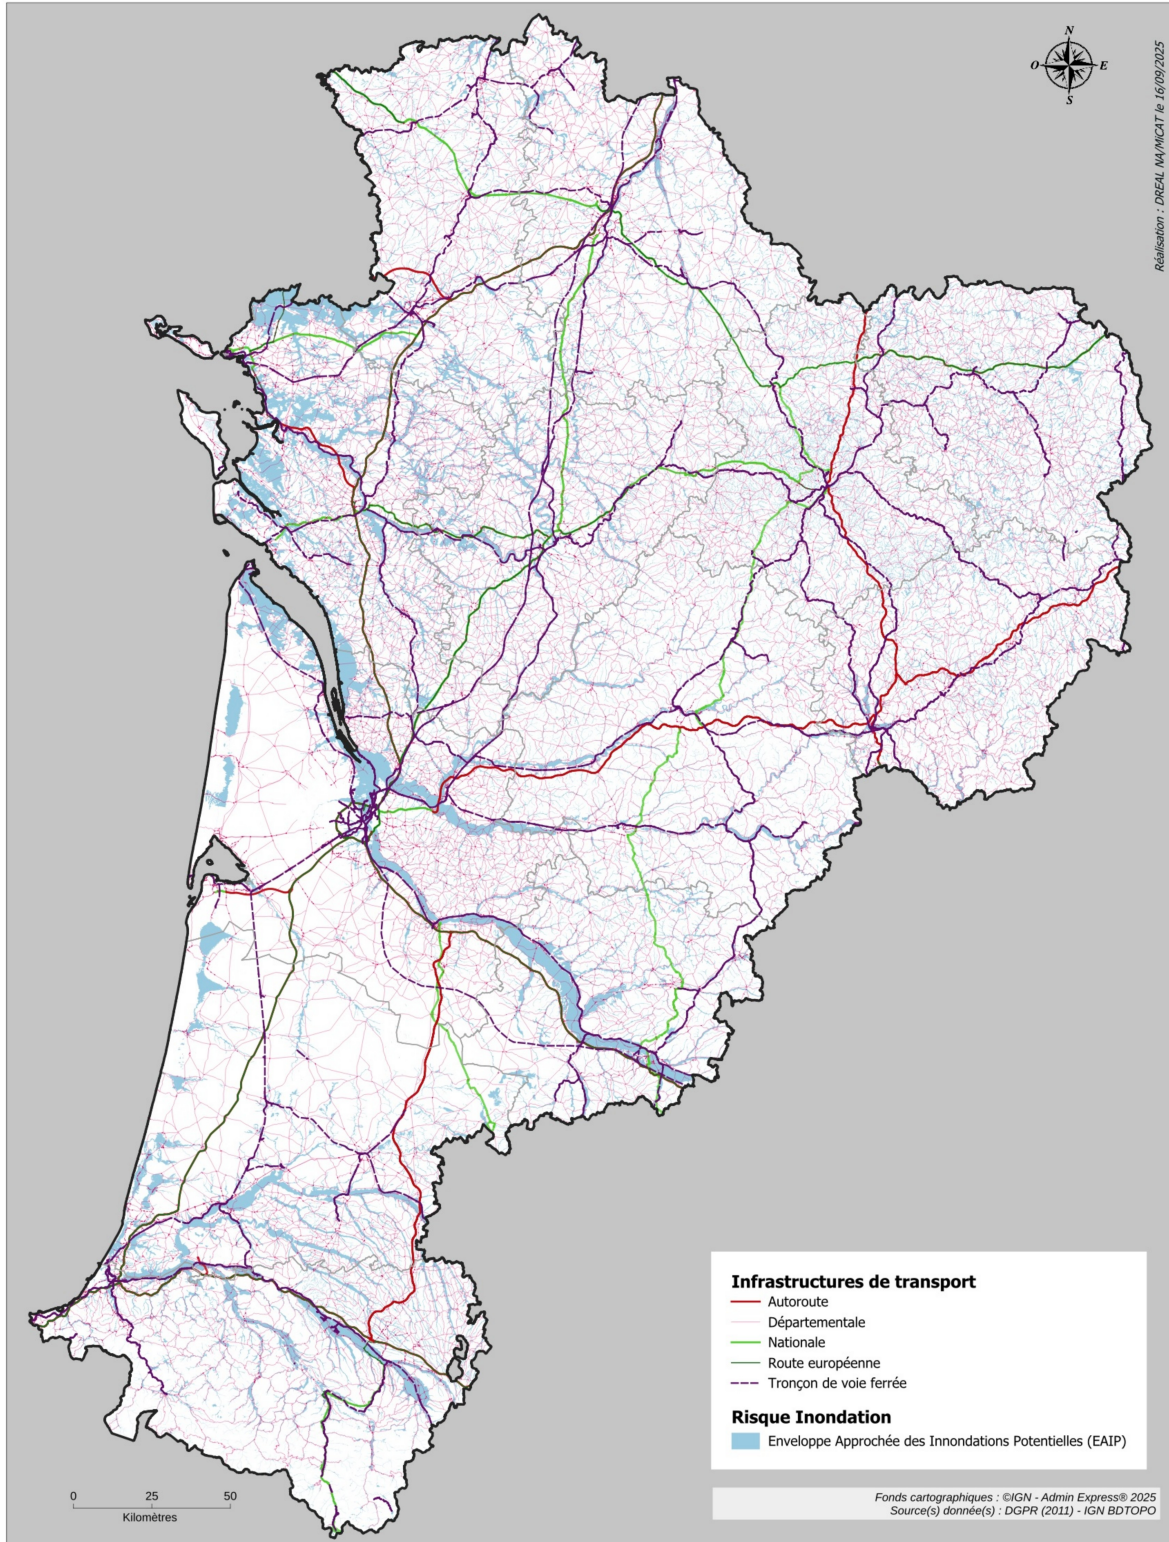 N
O
E
S
Réalisation : DREAL NA/MiCAT le 16/09/2025
Infrastructures de transport
Autoroute
Départementale
Nationale
Route européenne
Tronçon de voie ferrée
Risque Inondation
Enveloppe Approchée des Innondations Potentielles (EAIP)
0 25 50
Kilomètres
Fonds cartographiques : ©IGN - Admin Express® 2025
Source(s) donnée(s) : DGPR (2011) - IGN BDTOPO